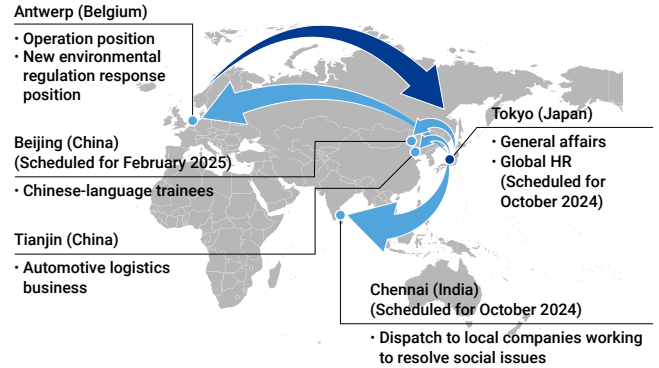 Antwerp (Belgium)
・Operation position
・New environmental
regulation response
position
Beijing (China)
(Scheduled for February 2025)
・Chinese-language trainees
Tianjin (China)
・Automotive logistics
business
Tokyo (Japan)
・General affairs
・Global HR
(Scheduled for
October 2024)
Chennai (India)
(Scheduled for October 2024)
・Dispatch to local companies working
to resolve social issues